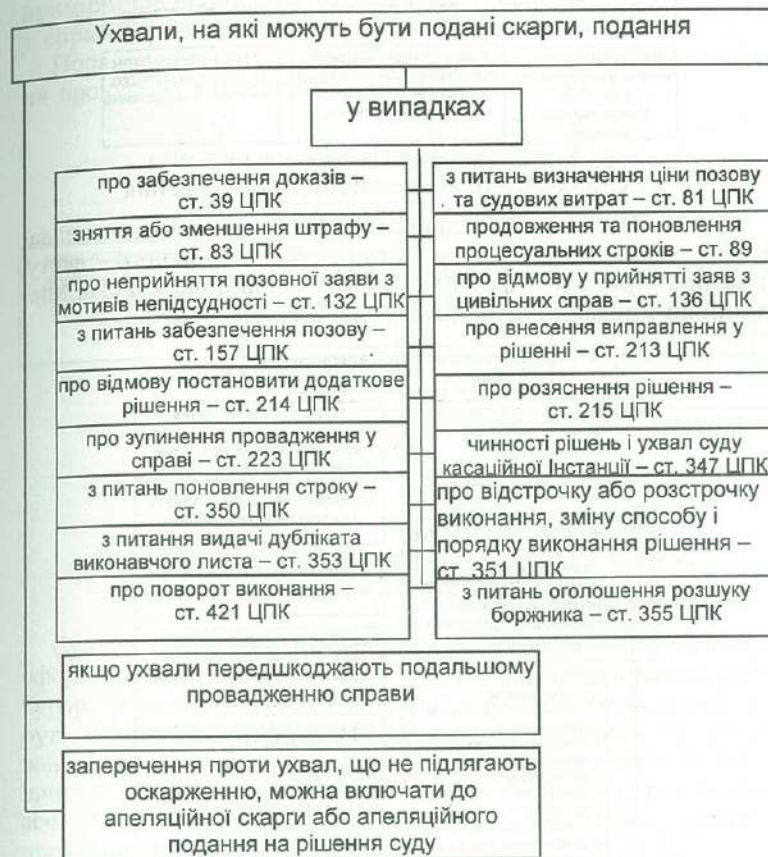 Ухвали, на які можуть бути подані скарги, подання
у випадках
про забезпечення доказів –
ст. 39 ЦПК
зняття або зменшення штрафу –
ст. 83 ЦПК
про неприйняття позовної заяви з
мотивів непідсудності – ст. 132 ЦПК
з питань забезпечення позову –
ст. 157 ЦПК
про відмову постановити додаткове
рішення – ст. 214 ЦПК
про зупинення провадження у
справі – ст. 223 ЦПК
з питань поновлення строку –
ст. 350 ЦПК
з питання видачі дубліката
виконавчого листа – ст. 353 ЦПК
про поворот виконання –
ст. 421 ЦПК
з питань визначення ціни позову
та судових витрат – ст. 81 ЦПК
продовження та поновлення
процесуальних строків – ст. 89
про відмову у прийнятті заяв з
цивільних справ – ст. 136 ЦПК
про внесення виправлення у
рішенні – ст. 213 ЦПК
про розяснення рішення –
ст. 215 ЦПК
чинності рішень і ухвал суду
касаційної Інстанції – ст. 347 ЦПК
про відстрочку або розстрочку
виконання, зміну способу і
порядку виконання рішення –
ст. 351 ЦПК
з питань оголошення розшуку
боржника – ст. 355 ЦПК
якщо ухвали передшкоджають подальшому
провадженню справи
заперечення проти ухвал, що не підлягають
оскарженню, можна включати до
апеляційної скарги або апеляційного
подання на рішення суду